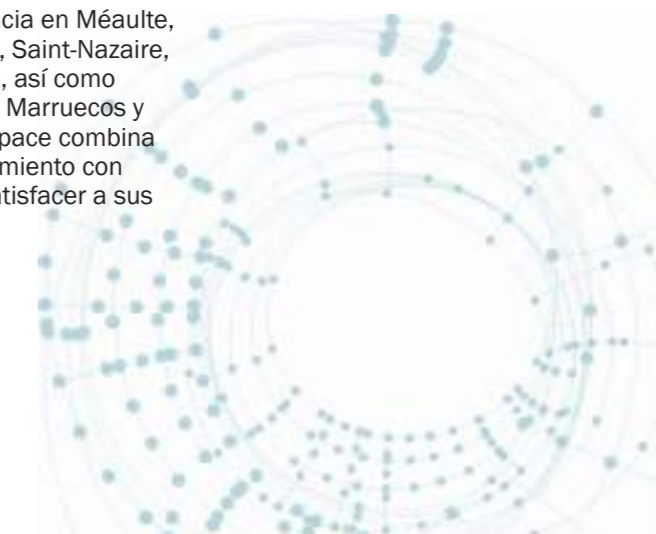 cia en Méaulte,
, Saint-Nazaire,
, así como
Marruecos y
pace combina
miento con
tisfacer a sus